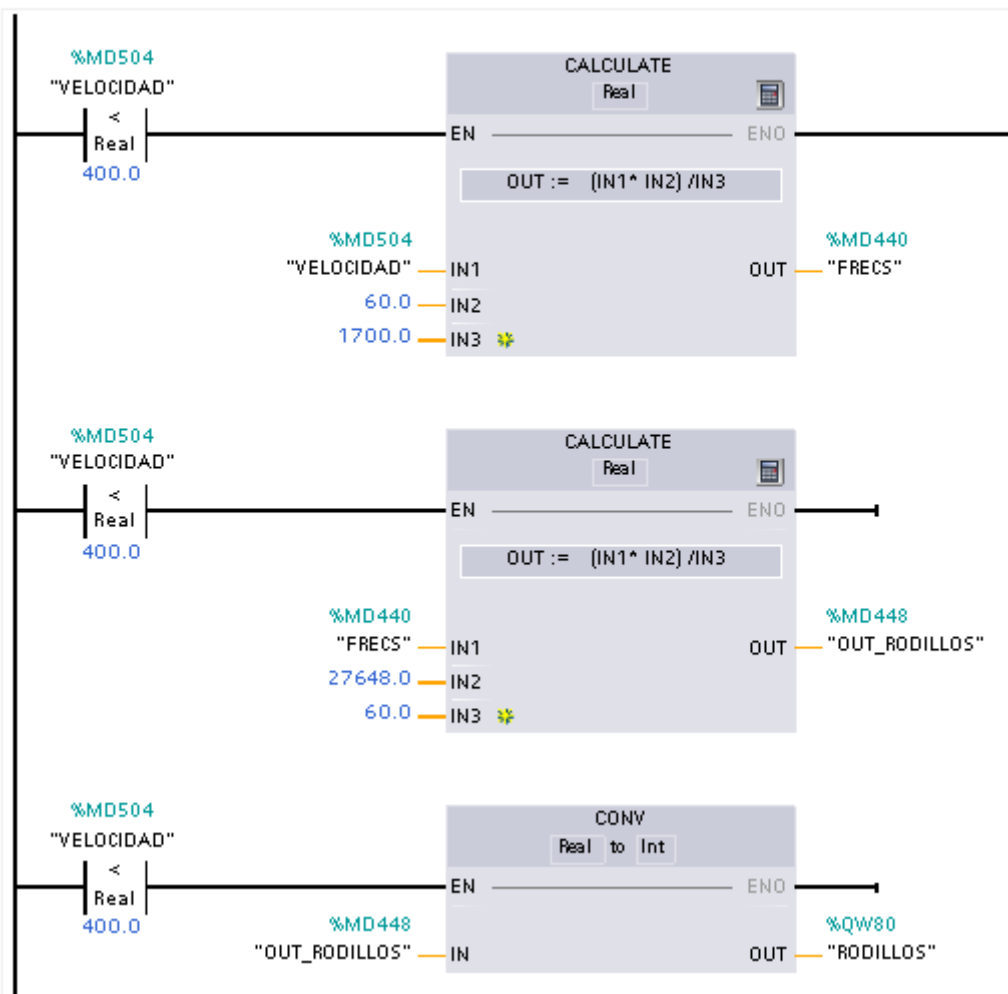 %MD504
"VELOCIDAD"
<
Real
400.0
CALCULATE
Real
EN
ENO
OUT := (IN1* IN2) /IN3
%MD504
"VELOCIDAD"
IN1
60.0
IN2
1700.0
IN3
%MD440
OUT
"FRECS"
%MD504
"VELOCIDAD"
<
Real
400.0
CALCULATE
Real
EN
ENO
OUT := (IN1* IN2) /IN3
%MD440
"FRECS"
IN1
27648.0
IN2
60.0
IN3
%MD448
OUT
"OUT_RODILLOS"
%MD504
"VELOCIDAD"
<
Real
400.0
CONV
Real to Int
EN
ENO
%MD448
"OUT_RODILLOS"
IN
%QW80
OUT
"RODILLOS"